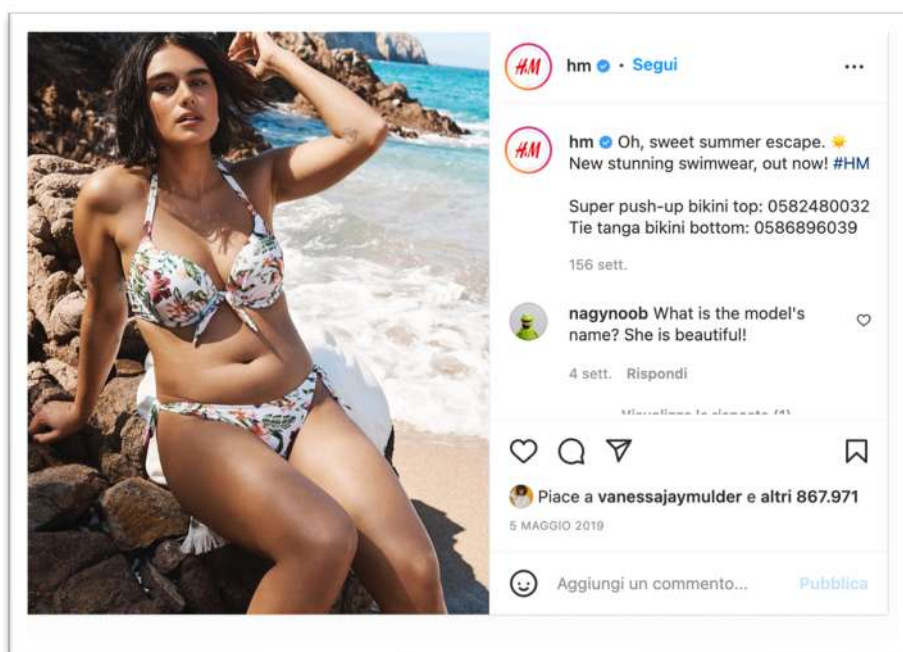 H&M hm • Segui
H&M hm Oh, sweet summer escape. ☀️
New stunning swimwear, out now! #HM
Super push-up bikini top: 0582480032
Tie tanga bikini bottom: 0586896039
156 sett.
nagynoob What is the model's
name? She is beautiful!
4 sett. Rispondi
Piace a vanessajaymulder e altri 867.971
5 MAGGIO 2019
Aggiungi un commento... Pubblica